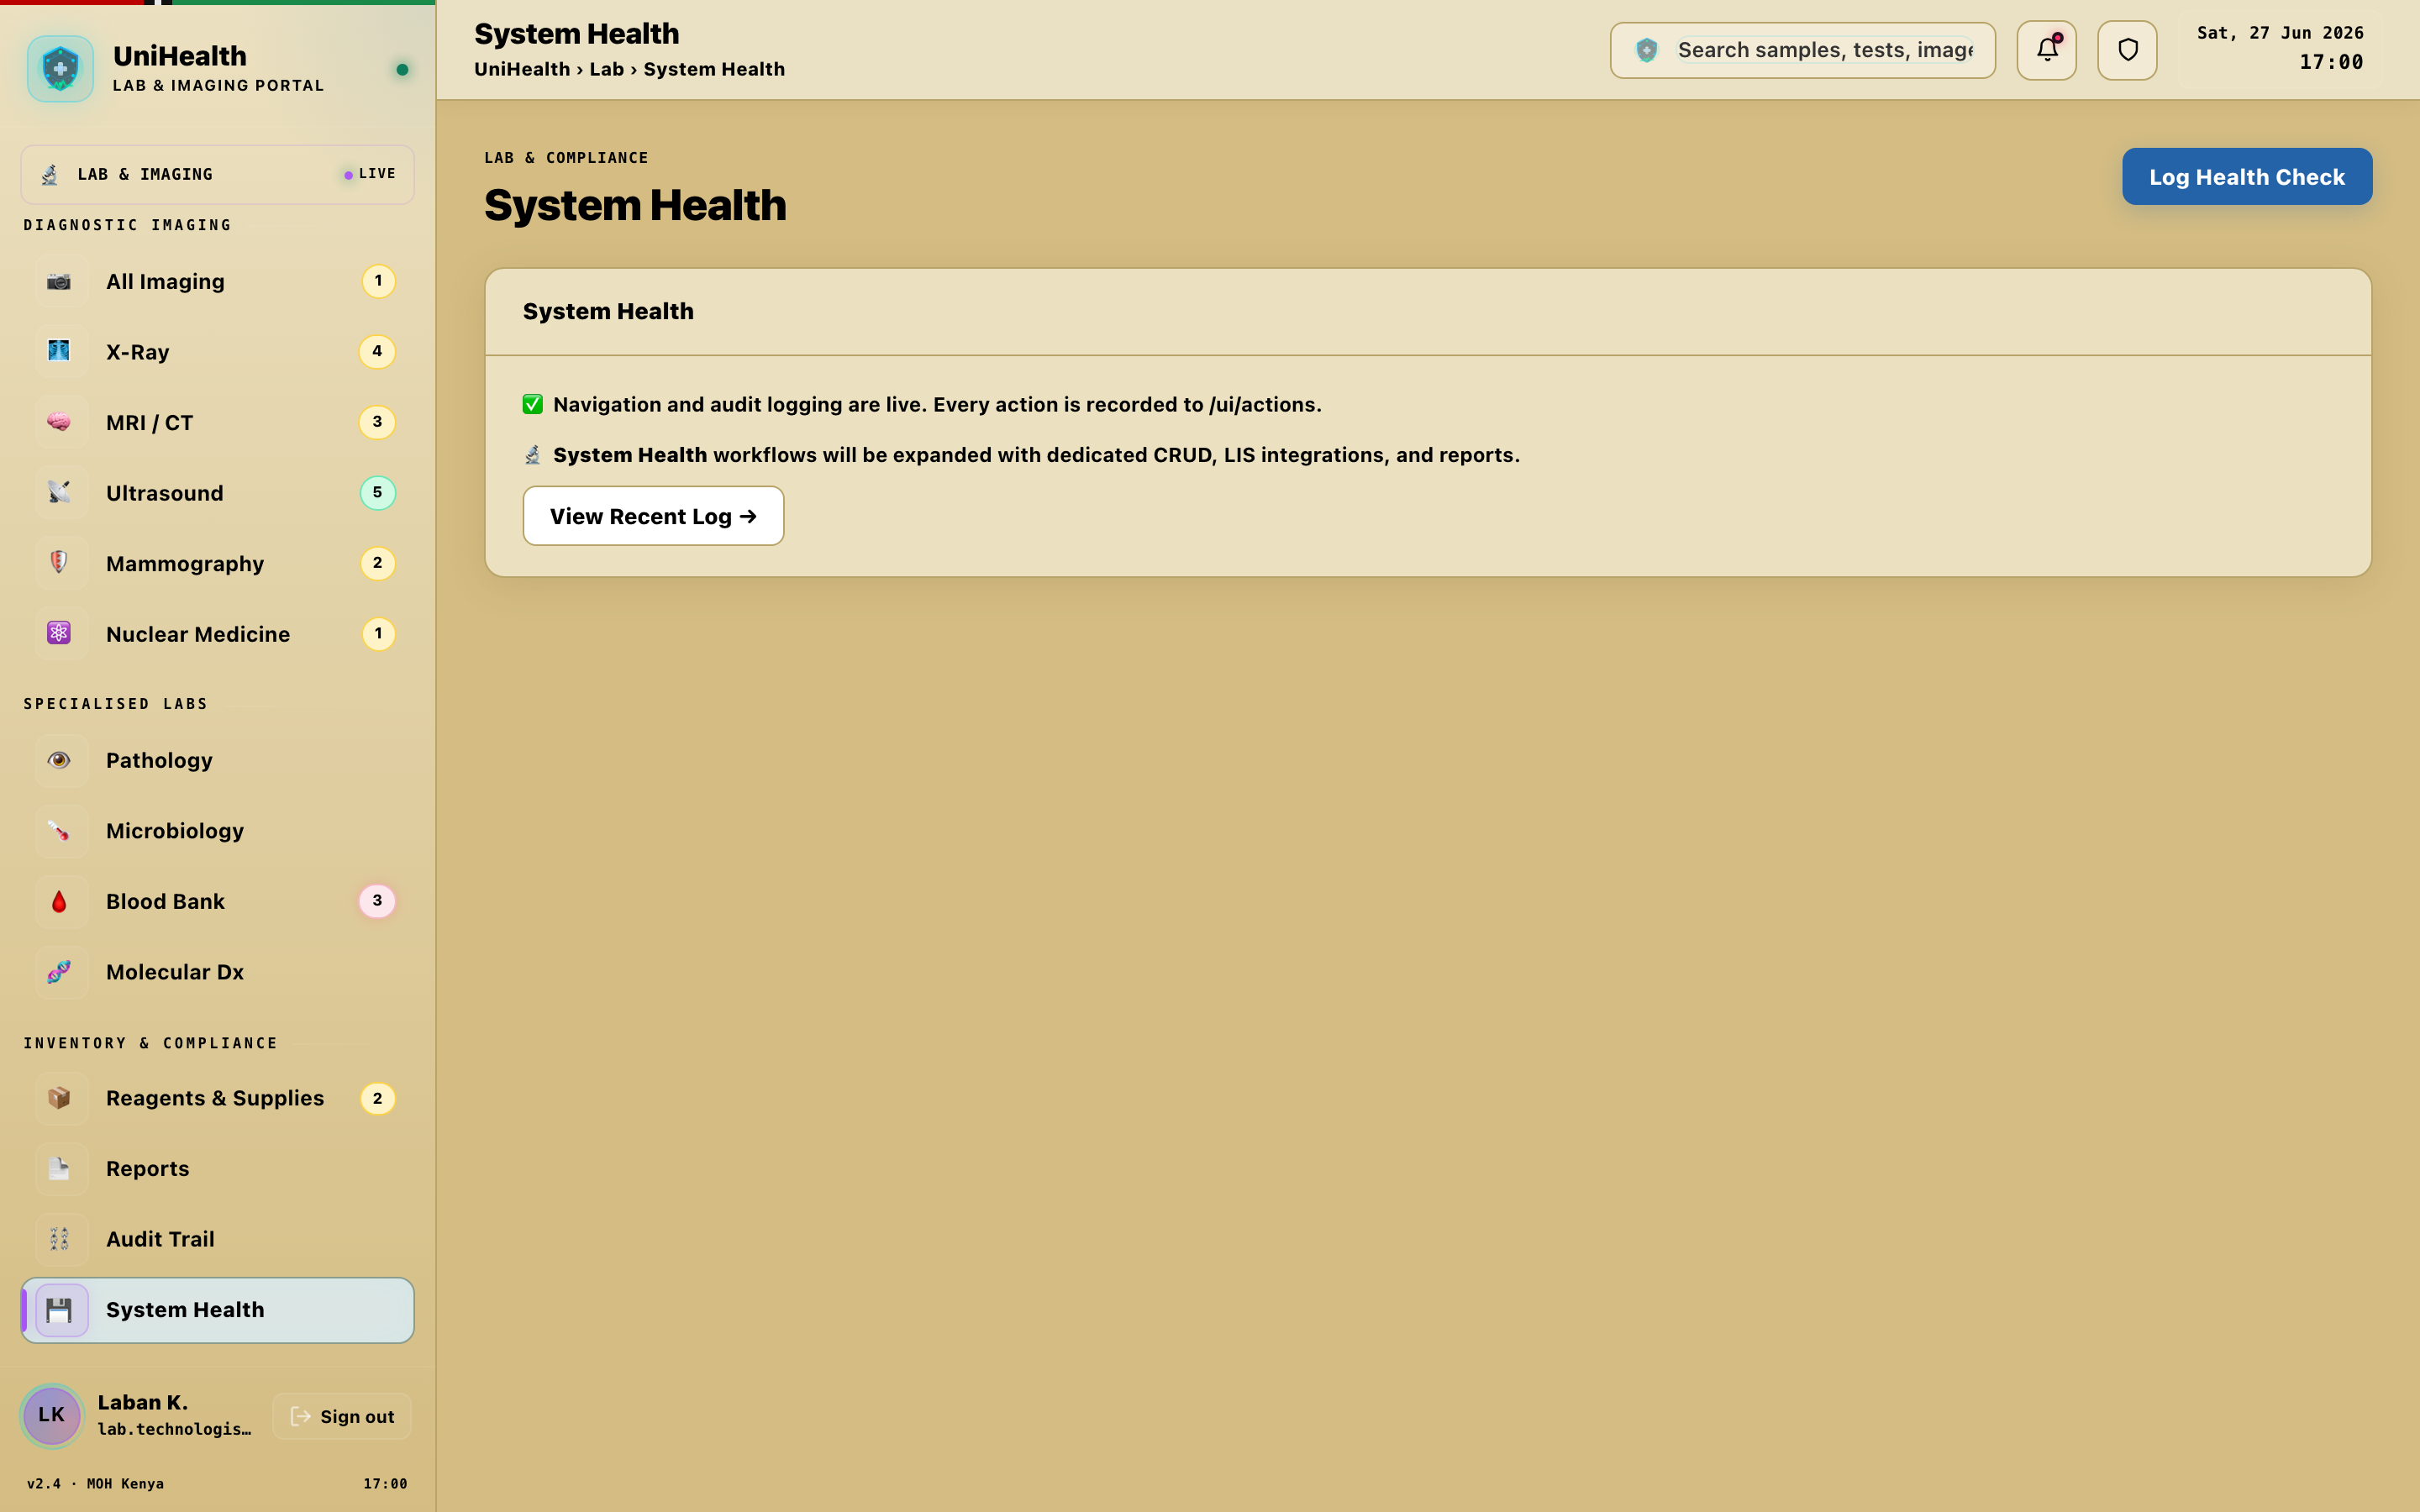 UniHealth
LAB & IMAGING PORTAL
LAB & IMAGING
LIVE
DIAGNOSTIC IMAGING
All Imaging 1
X-Ray 4
MRI / CT 3
Ultrasound 5
Mammography 2
Nuclear Medicine 1
SPECIALISED LABS
Pathology
Microbiology
Blood Bank 3
Molecular Dx
INVENTORY & COMPLIANCE
Reagents & Supplies 2
Reports
Audit Trail
System Health
LK
Laban K.
lab.technologis…
Sign out
v2.4 · MOH Kenya 17:00
System Health
UniHealth › Lab › System Health
Search samples, tests, image
Sat, 27 Jun 2026
17:00
LAB & COMPLIANCE
System Health
Log Health Check
System Health
✅ Navigation and audit logging are live. Every action is recorded to /ui/actions.
🔬 System Health workflows will be expanded with dedicated CRUD, LIS integrations, and reports.
View Recent Log →